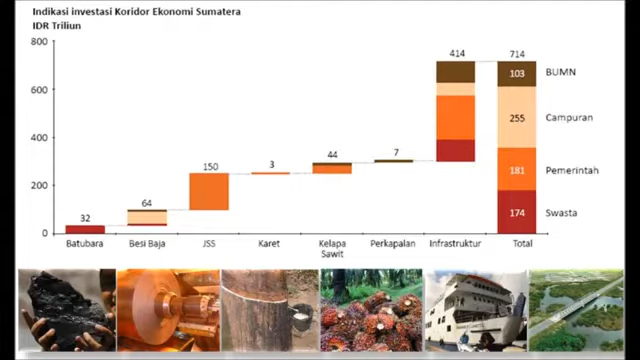 Indikasi investasi Koridor Ekonomi Sumatera
IDR Triliun
800
600
400
200
0
32
64
150
3
44
7
414
714
103
255
181
174
BUMN
Campuran
Pemerintah
Swasta
Batubara
Besi Baja
JSS
Karet
Kelapa
Sawit
Perkapalan
Infrastruktur
Total